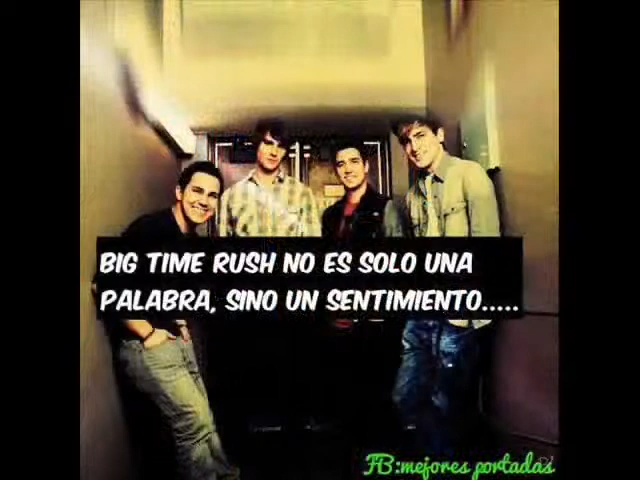 BIG TIME RUSH NO ES SOLO UNA
PALABRA, SINO UN SENTIMIENTO.....
FB:mejores portadas